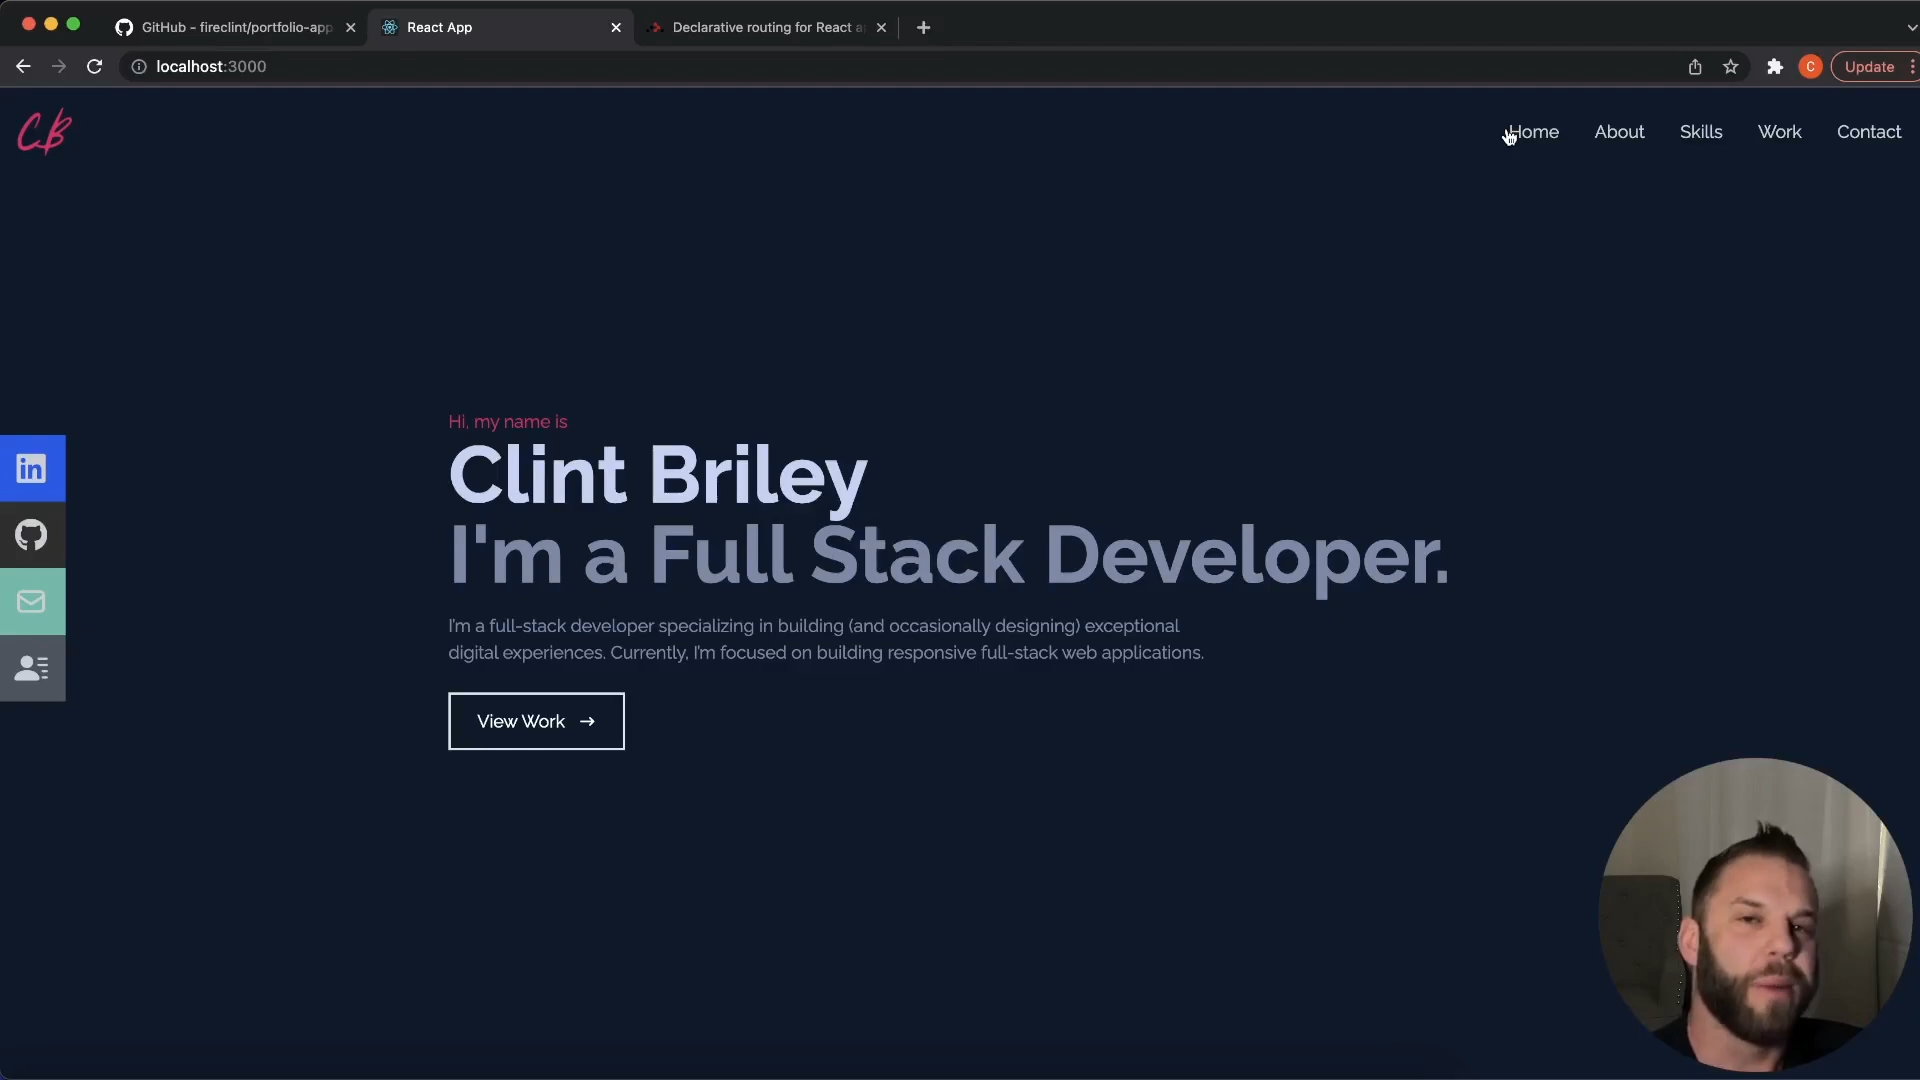 GitHub - fireclint/portfolio-app
React App
Declarative routing for React a
localhost:3000
C
Update
CB
Home
About
Skills
Work
Contact
Hi, my name is
Clint Briley
I'm a Full Stack Developer.
I'm a full-stack developer specializing in building (and occasionally designing) exceptional
digital experiences. Currently, I'm focused on building responsive full-stack web applications.
in
View Work →